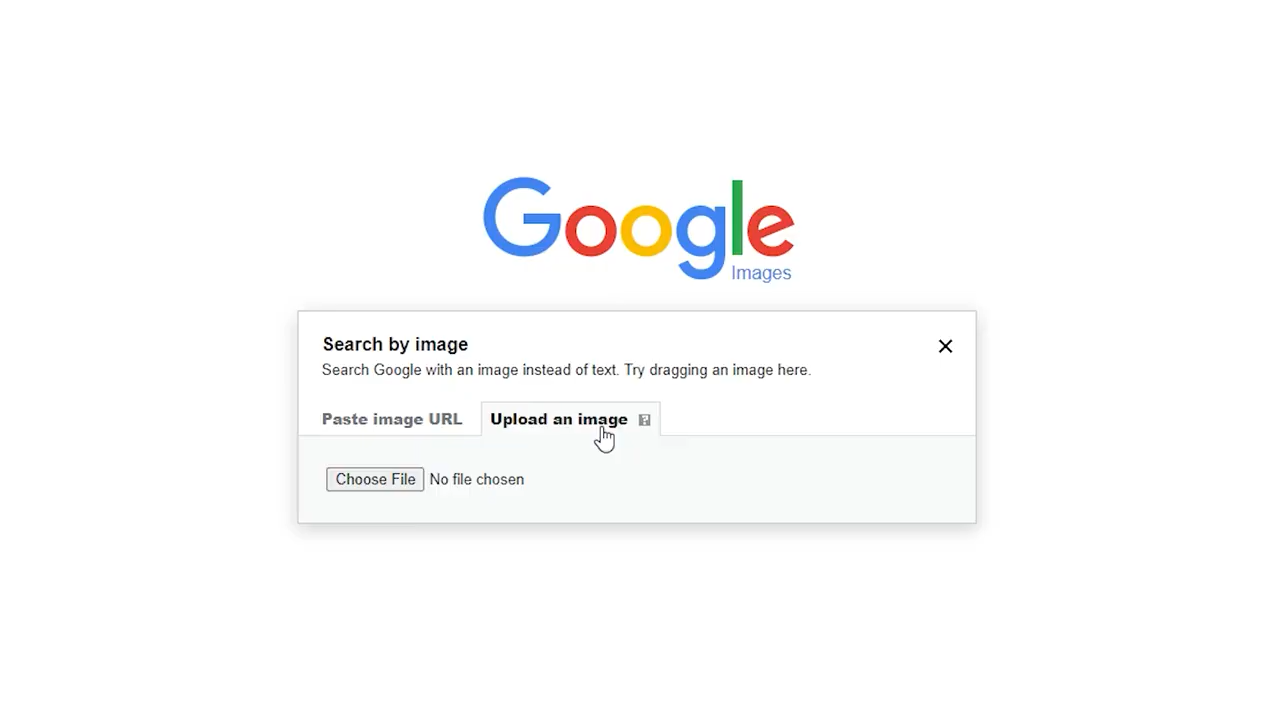 Google
Images
Search by image
Search Google with an image instead of text. Try dragging an image here.
Paste image URL
Upload an image ?
Choose File No file chosen